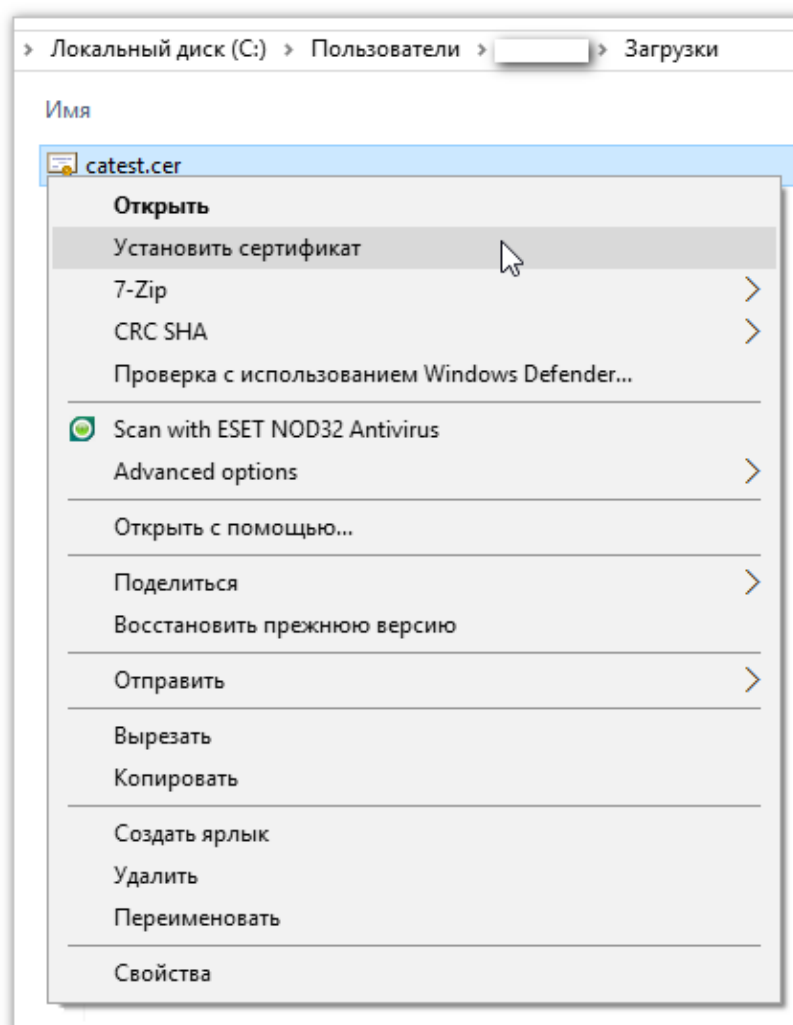 Локальный диск (C:) › Пользователи › › Загрузки
Имя
catest.cer
Открыть
Установить сертификат
7-Zip
CRC SHA
Проверка с использованием Windows Defender...
Scan with ESET NOD32 Antivirus
Advanced options
Открыть с помощью...
Поделиться
Восстановить прежнюю версию
Отправить
Вырезать
Копировать
Создать ярлык
Удалить
Переименовать
Свойства